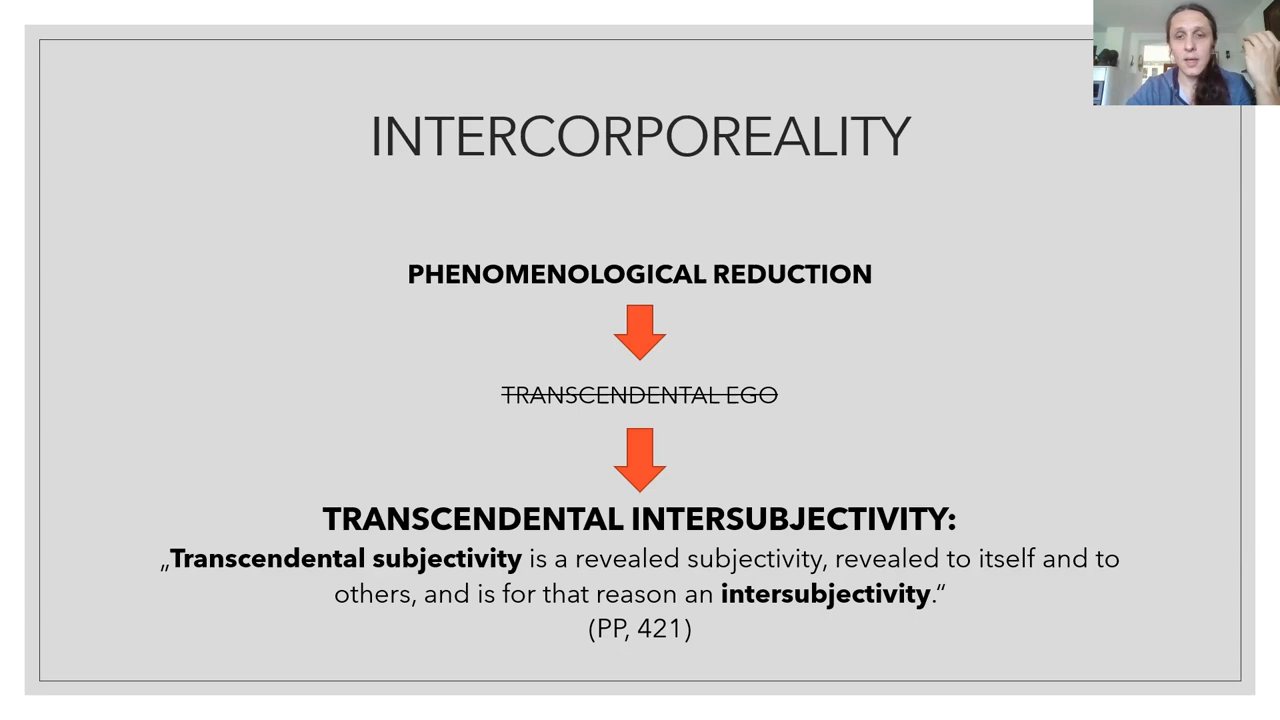 INTERCORPOREALITY
PHENOMENOLOGICAL REDUCTION
TRANSCENDENTAL EGO
TRANSCENDENTAL INTERSUBJECTIVITY:
„Transcendental subjectivity is a revealed subjectivity, revealed to itself and to
others, and is for that reason an intersubjectivity.“
(PP, 421)